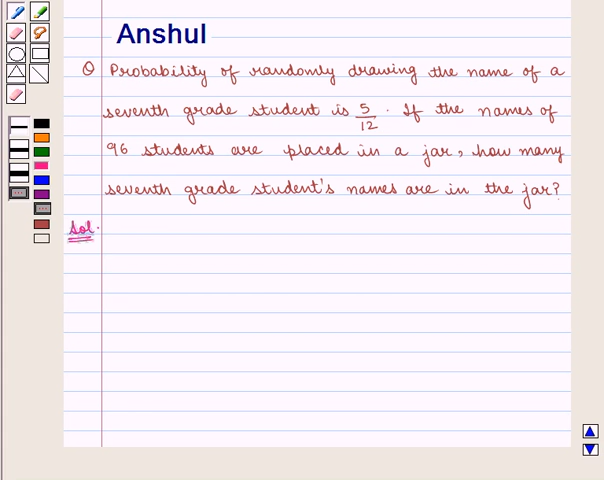 Anshul
Q Probability of randomly drawing the name of a
seventh grade student is 5/12. If the names of
96 students are placed in a jar, how many
seventh grade student's names are in the jar?
Sol.